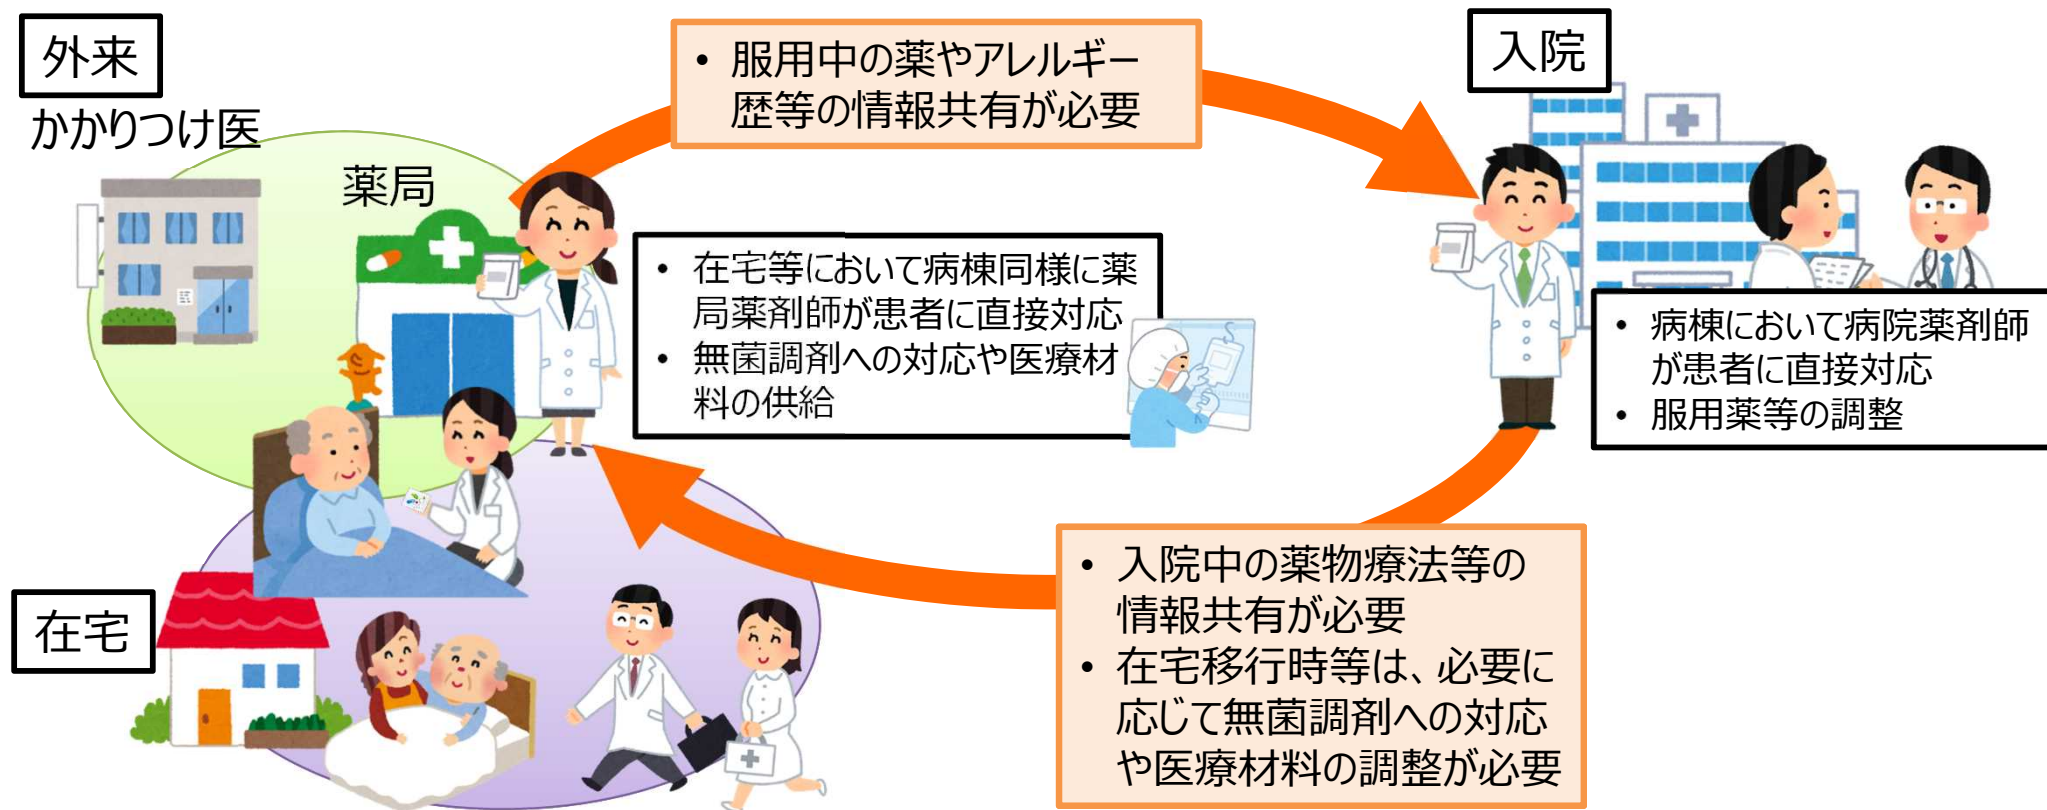 外来
かかりつけ医
薬局
• 服用中の薬やアレルギー
歴等の情報共有が必要
入院
• 在宅等において病棟同様に薬
局薬剤師が患者に直接対応
• 無菌調剤への対応や医療材
料の供給
• 病棟において病院薬剤師
が患者に直接対応
• 服用薬等の調整
在宅
• 入院中の薬物療法等の
情報共有が必要
• 在宅移行時等は、必要に
応じて無菌調剤への対応
や医療材料の調整が必要